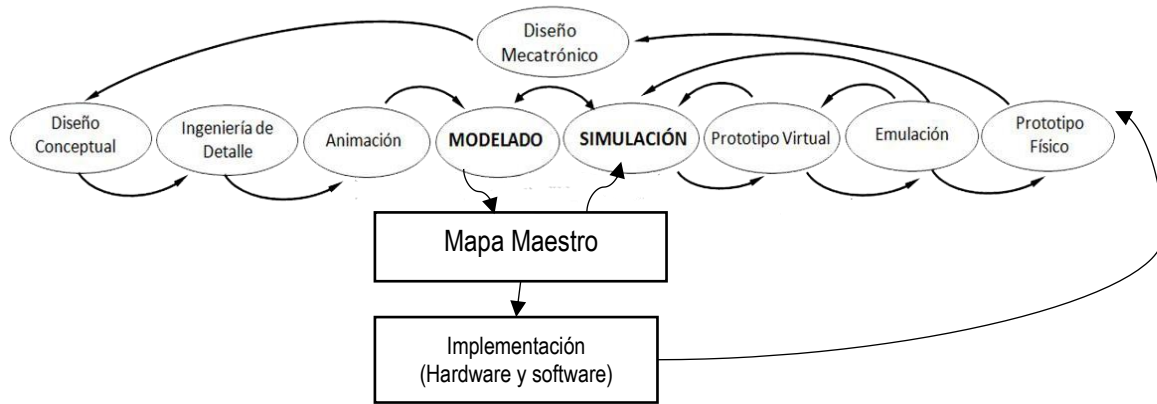 Diseño
Mecatrónico
Diseño
Conceptual
Ingeniería de
Detalle
Animación
MODELADO
SIMULACIÓN
Prototipo Virtual
Emulación
Prototipo
Físico
Mapa Maestro
Implementación
(Hardware y software)